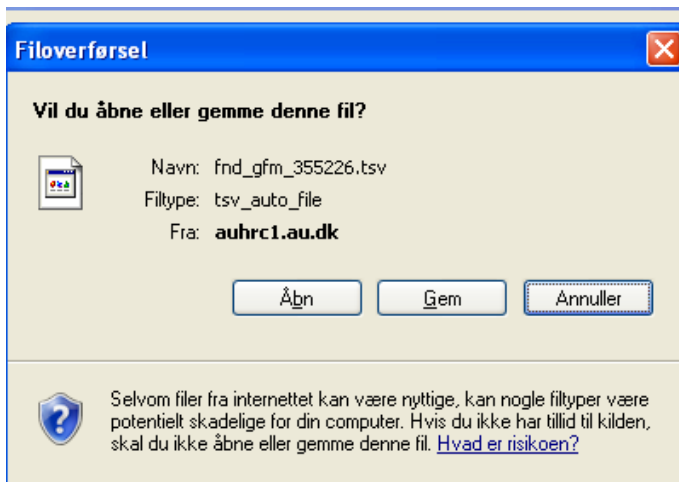 Filoverførsel
Vil du åbne eller gemme denne fil?
Navn: fnd_gfm_355226.tsv
Filtype: tsv_auto_file
Fra: auhrc1.au.dk
Åbn Gem Annuller
Selvom filer fra internettet kan være nyttige, kan nogle filtyper være
potentielt skadelige for din computer. Hvis du ikke har tillid til kilden,
skal du ikke åbne eller gemme denne fil. Hvad er risikoen?